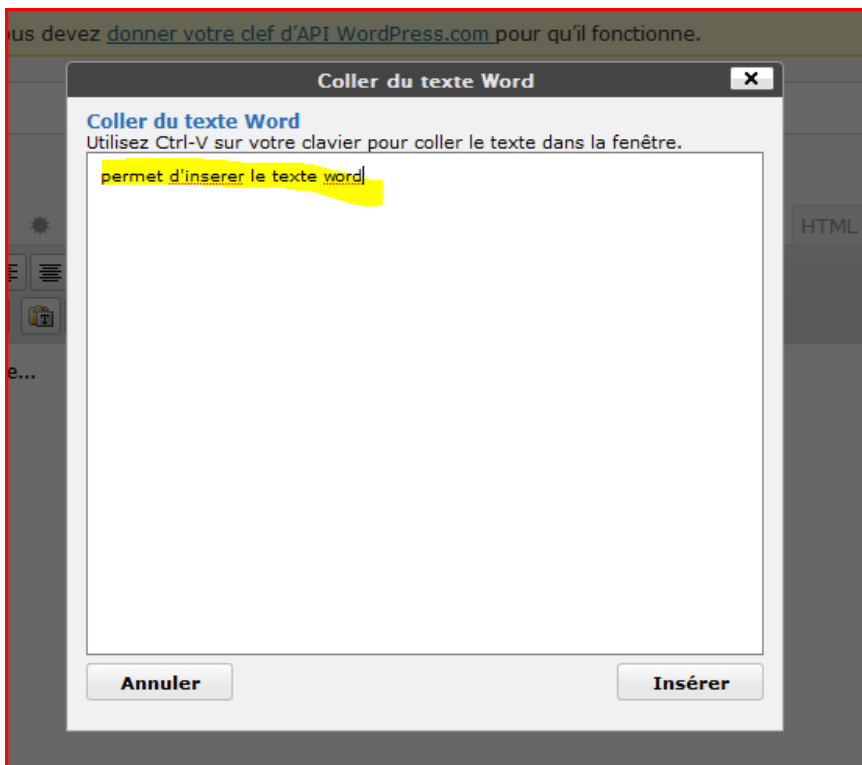 us devez donner votre clef d'API WordPress.com pour qu'il fonctionne.
Coller du texte Word
Coller du texte Word
Utilisez Ctrl-V sur votre clavier pour coller le texte dans la fenêtre.
permet d'inserer le texte word
HTML
T
e...
Annuler
Insérer